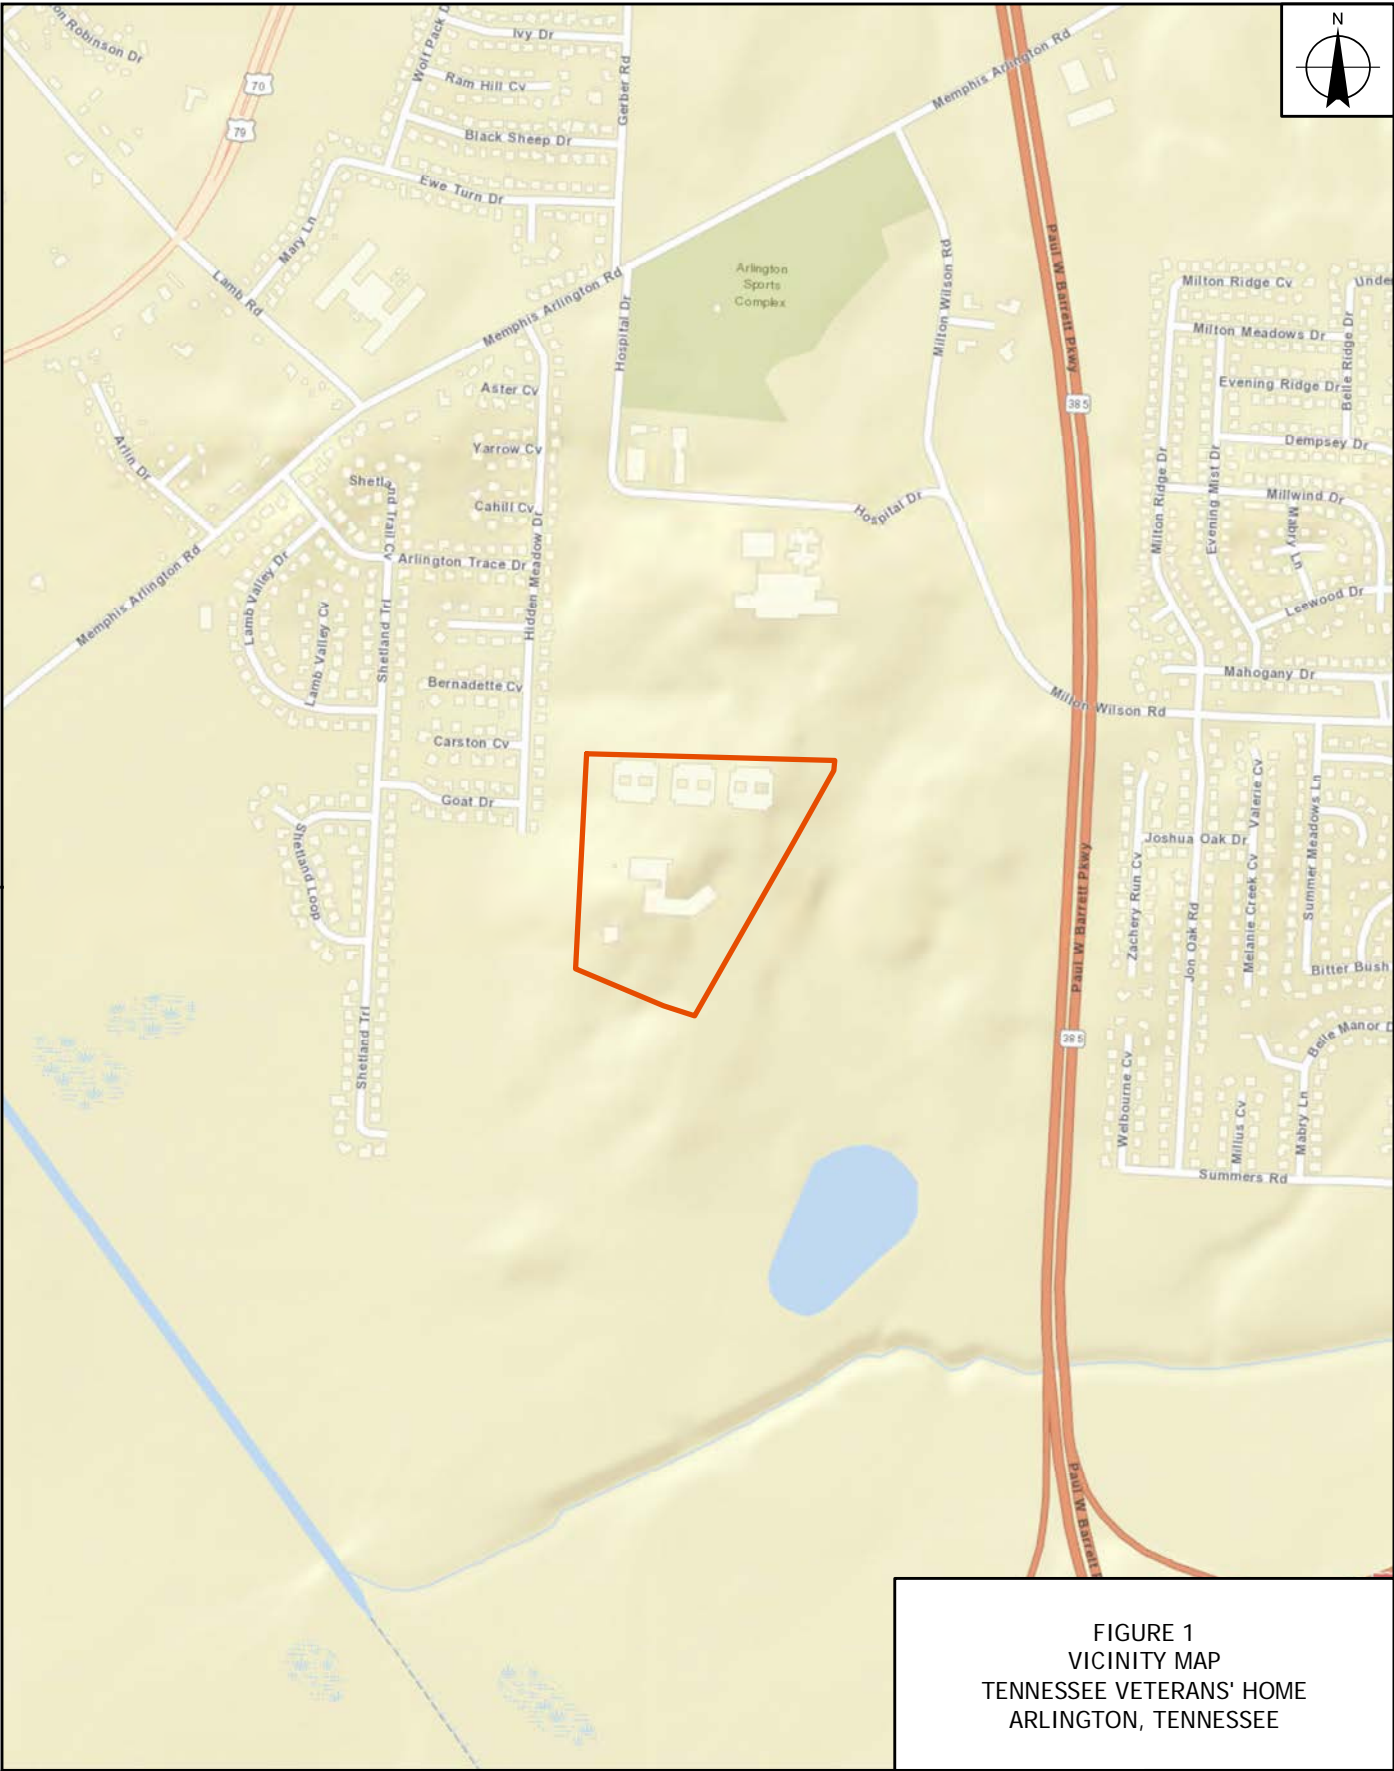 N
on Robinson Dr
70
79
Wolf Pack D
Ivy Dr
Ram Hill Cv
Gerber Rd
Black Sheep Dr
Ewe Turn Dr
Mary Ln
Lamb Rd
Memphis Arlington Rd
Memphis Arlington Rd
Arlington
Sports
Complex
Hospital Dr
Milton Wilson Rd
Paul W Barrett Pkwy
385
Milton Ridge Cv
Unde
Milton Meadows Dr
Belle Ridge Dr
Evening Ridge Dr
Dempsey Dr
Milton Ridge Dr
Evening Mist Dr
Millwind Dr
Mabry Ln
Leewood Dr
Mahogany Dr
Aster Cv
Yarrow Cv
Cahill Cv
Arlin Dr
Shetland Trail Cv
Arlington Trace Dr
Hidden Meadow Dr
Hospital Dr
Memphis Arlington Rd
Lamb Valley Dr
Lamb Valley Cv
Shetland Trl
Bernadette Cv
Carston Cv
Goat Dr
Milton Wilson Rd
Shetland Loop
Shetland Trl
Paul W Barrett Pkwy
385
Joshua Oak Dr
Valerie Cv
Zachery Run Cv
Jon Oak Rd
Melanie Creek Cv
Summer Meadows Ln
Bitter Bush
Belle Manor D
Welbourne Cv
Millus Cv
Mabry Ln
Summers Rd
Paul W Barrett P
FIGURE 1
VICINITY MAP
TENNESSEE VETERANS' HOME
ARLINGTON, TENNESSEE